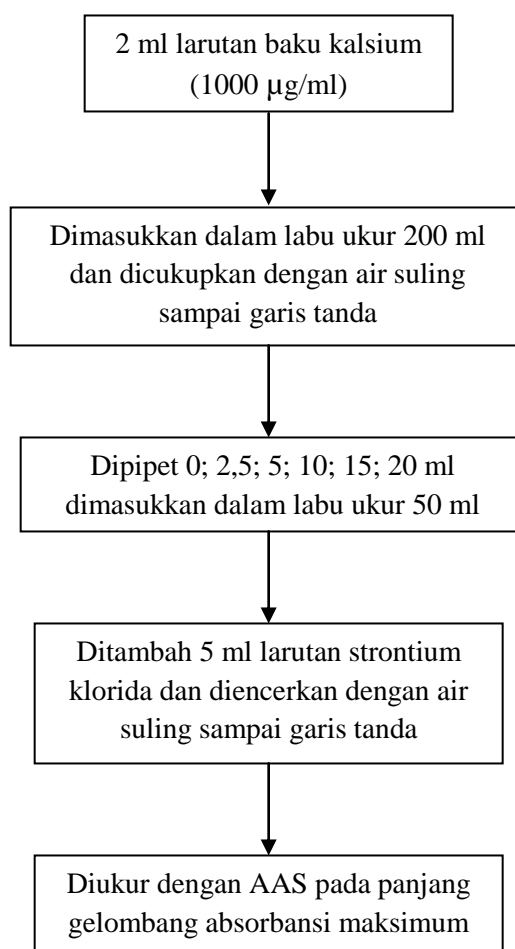 2 ml larutan baku kalsium
(1000 µg/ml)
Dimasukkan dalam labu ukur 200 ml
dan dicukupkan dengan air suling
sampai garis tanda
Dipipet 0; 2,5; 5; 10; 15; 20 ml
dimasukkan dalam labu ukur 50 ml
Ditambah 5 ml larutan strontium
klorida dan diencerkan dengan air
suling sampai garis tanda
Diukur dengan AAS pada panjang
gelombang absorbansi maksimum